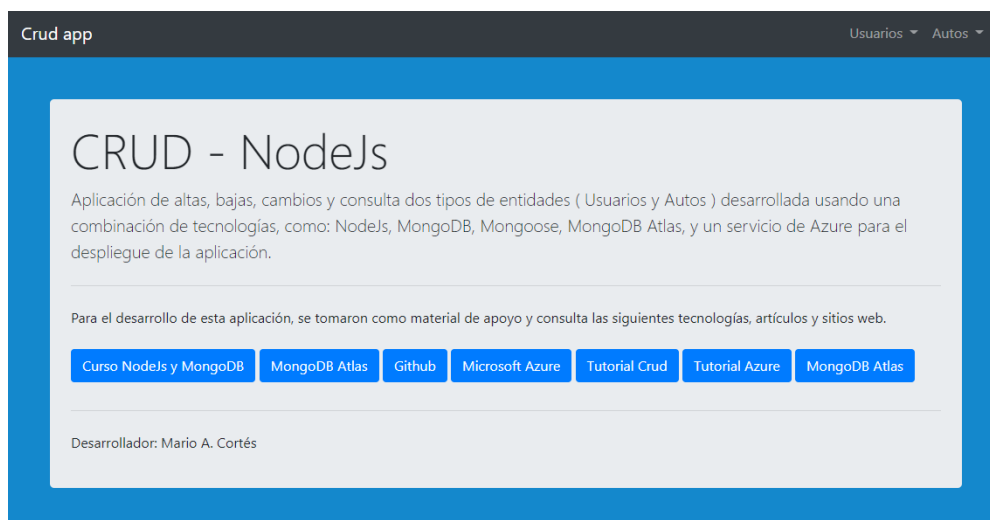 Crud app
Usuarios Autos
CRUD - NodeJs
Aplicación de altas, bajas, cambios y consulta dos tipos de entidades ( Usuarios y Autos ) desarrollada usando una
combinación de tecnologías, como: NodeJs, MongoDB, Mongoose, MongoDB Atlas, y un servicio de Azure para el
despliegue de la aplicación.
Para el desarrollo de esta aplicación, se tomaron como material de apoyo y consulta las siguientes tecnologías, artículos y sitios web.
Curso NodeJs y MongoDB MongoDB Atlas Github Microsoft Azure Tutorial Crud Tutorial Azure MongoDB Atlas
Desarrollador: Mario A. Cortés